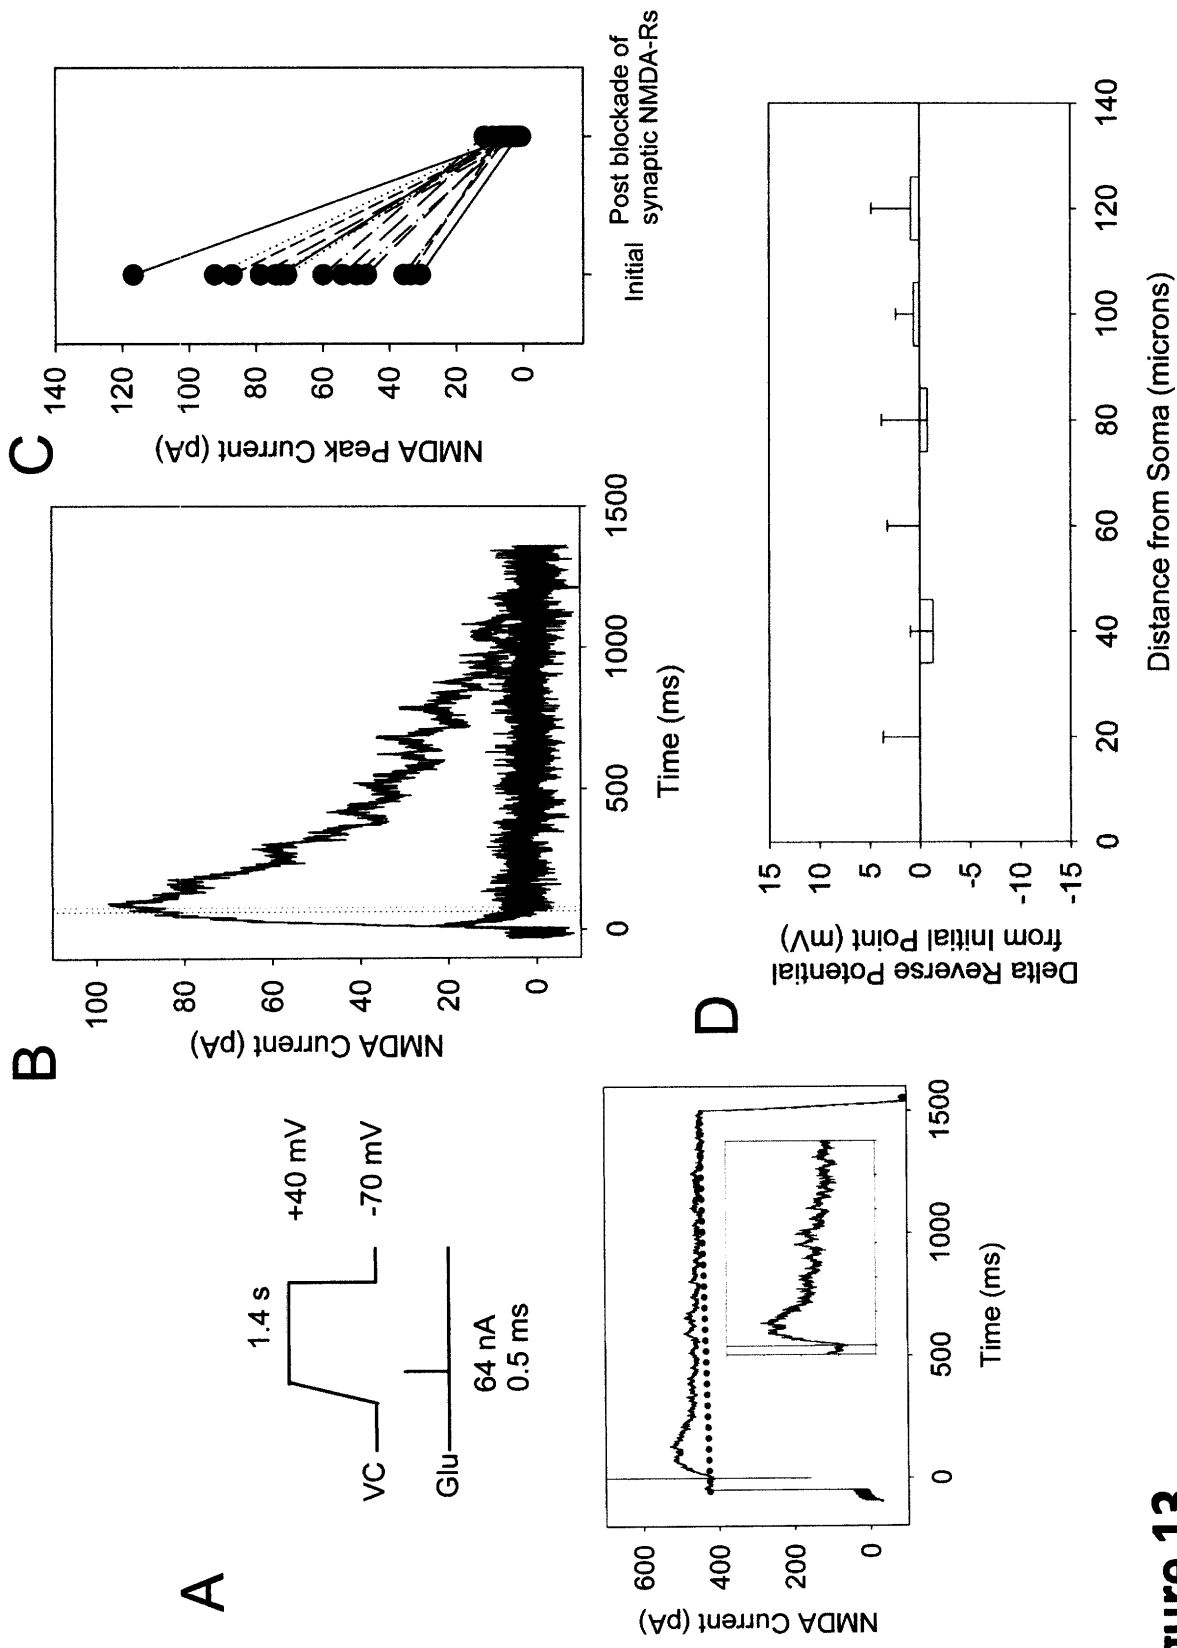 A
VC
1.4 s
+40 mV
-70 mV
Glu
64 nA
0.5 ms
NMDA Current (pA)
600
400
200
0
0
500
1000
1500
Time (ms)
B
NMDA Current (pA)
100
80
60
40
20
0
0
500
1000
1500
Time (ms)
C
NMDA Peak Current (pA)
140
120
100
80
60
40
20
0
Initial
Post blockade of
synaptic NMDA-Rs
D
Delta Reverse Potential
from Initial Point (mV)
15
10
5
0
-5
-10
-15
0
20
40
60
80
100
120
140
Distance from Soma (microns)
13